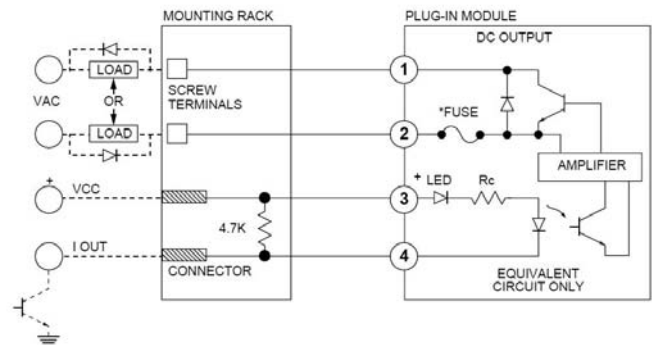 MOUNTING RACK
PLUG-IN MODULE
DC OUTPUT
LOAD
1
SCREW
TERMINALS
VAC
OR
*FUSE
LOAD
2
AMPLIFIER
+
VCC
3
+ LED
Rc
4.7K
I OUT
4
CONNECTOR
EQUIVALENT
CIRCUIT ONLY